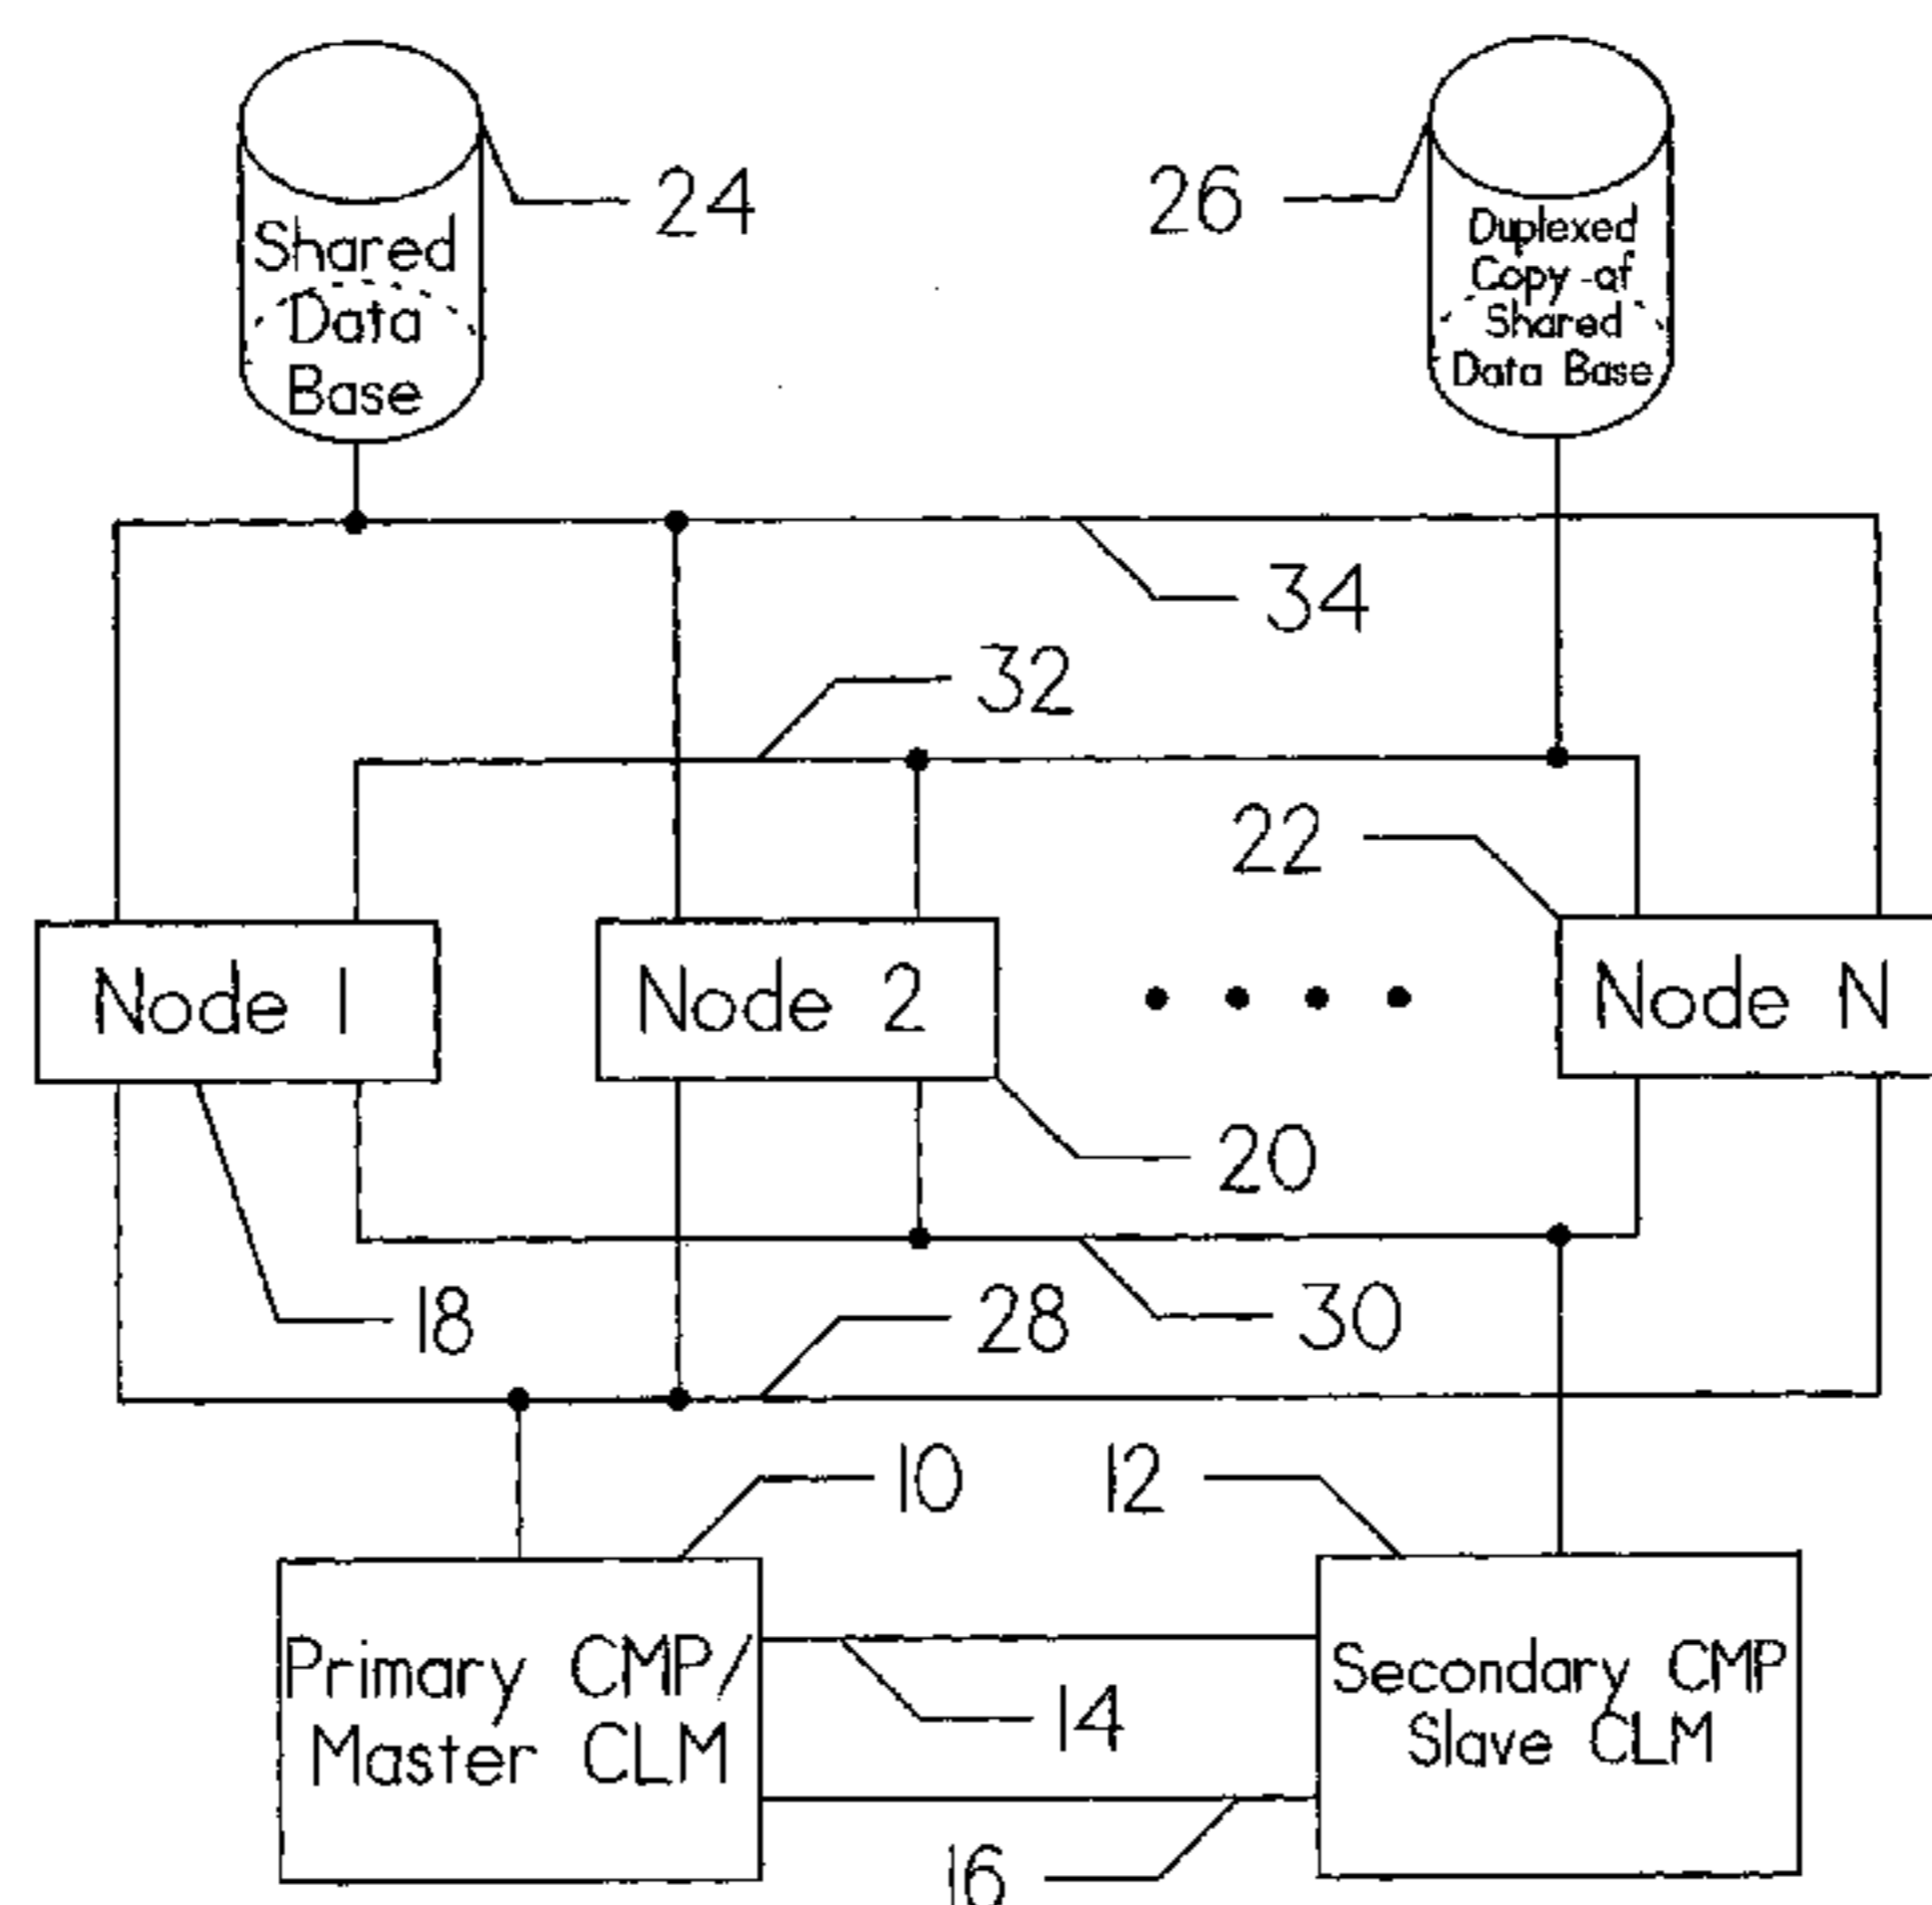 24
26
Shared
Data
Base
Duplexed
Copy of
Shared
Data Base
34
32
22
Node 1
Node 2
Node N
20
18
28
30
10
12
Primary CMP/
Master CLM
Secondary CMP
Slave CLM
14
16